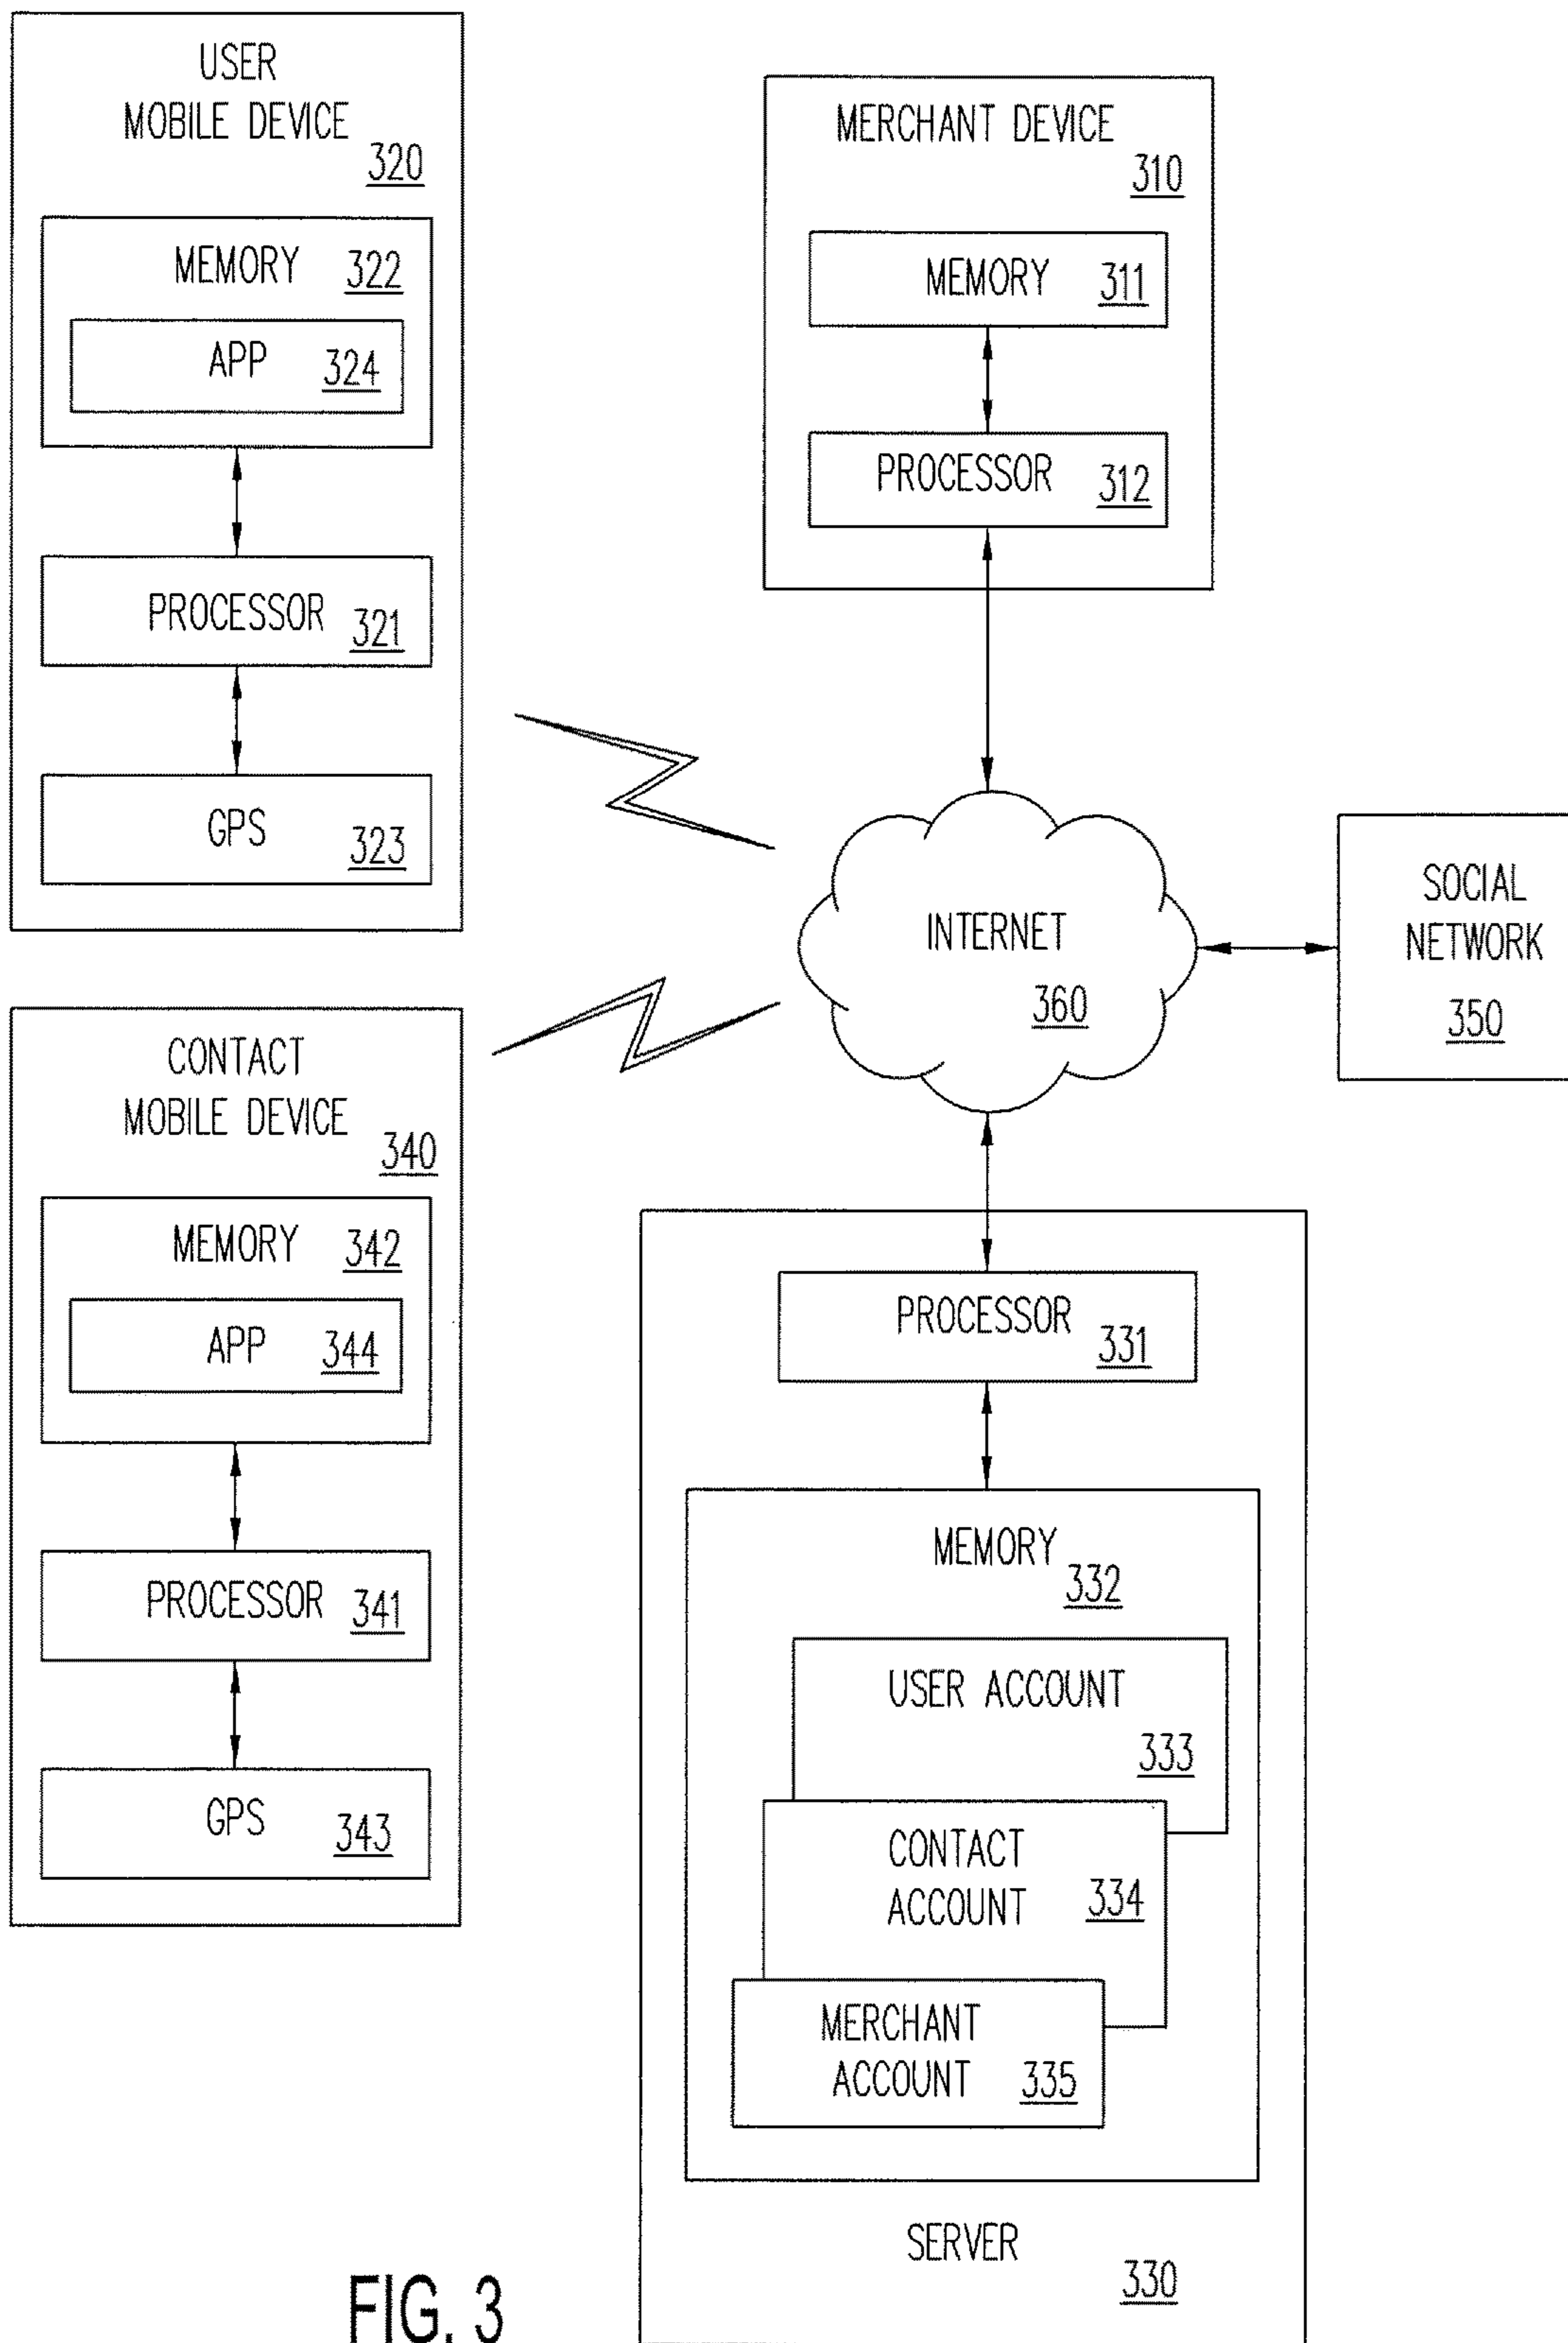 USER
MOBILE DEVICE
320
MEMORY 322
APP 324
PROCESSOR 321
GPS 323
MERCHANT DEVICE
310
MEMORY 311
PROCESSOR 312
INTERNET
360
SOCIAL
NETWORK
350
CONTACT
MOBILE DEVICE
340
MEMORY 342
APP 344
PROCESSOR 341
GPS 343
PROCESSOR 331
MEMORY
332
USER ACCOUNT
333
CONTACT
ACCOUNT 334
MERCHANT
ACCOUNT 335
SERVER
330
FIG. 3